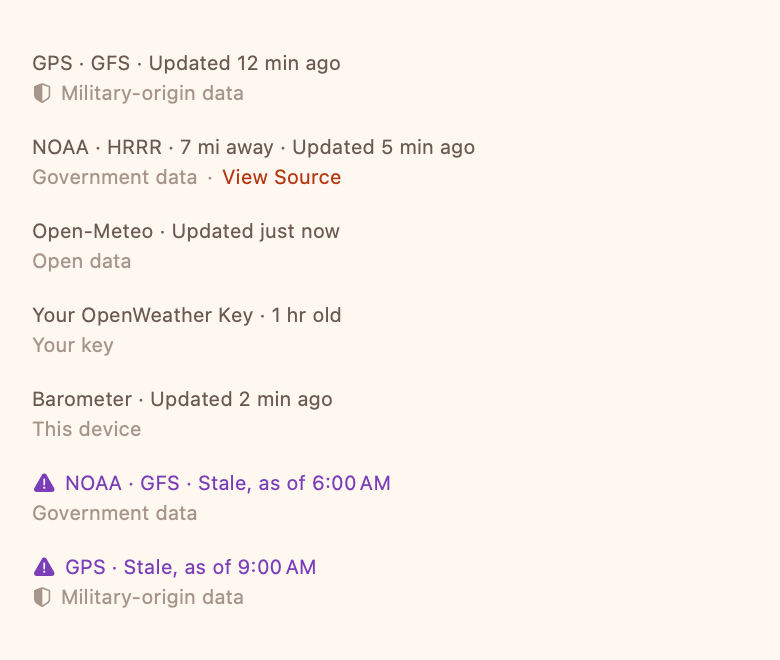 GPS · GFS · Updated 12 min ago
Military-origin data
NOAA · HRRR · 7 mi away · Updated 5 min ago
Government data · View Source
Open-Meteo · Updated just now
Open data
Your OpenWeather Key · 1 hr old
Your key
Barometer · Updated 2 min ago
This device
NOAA · GFS · Stale, as of 6:00 AM
Government data
GPS · Stale, as of 9:00 AM
Military-origin data